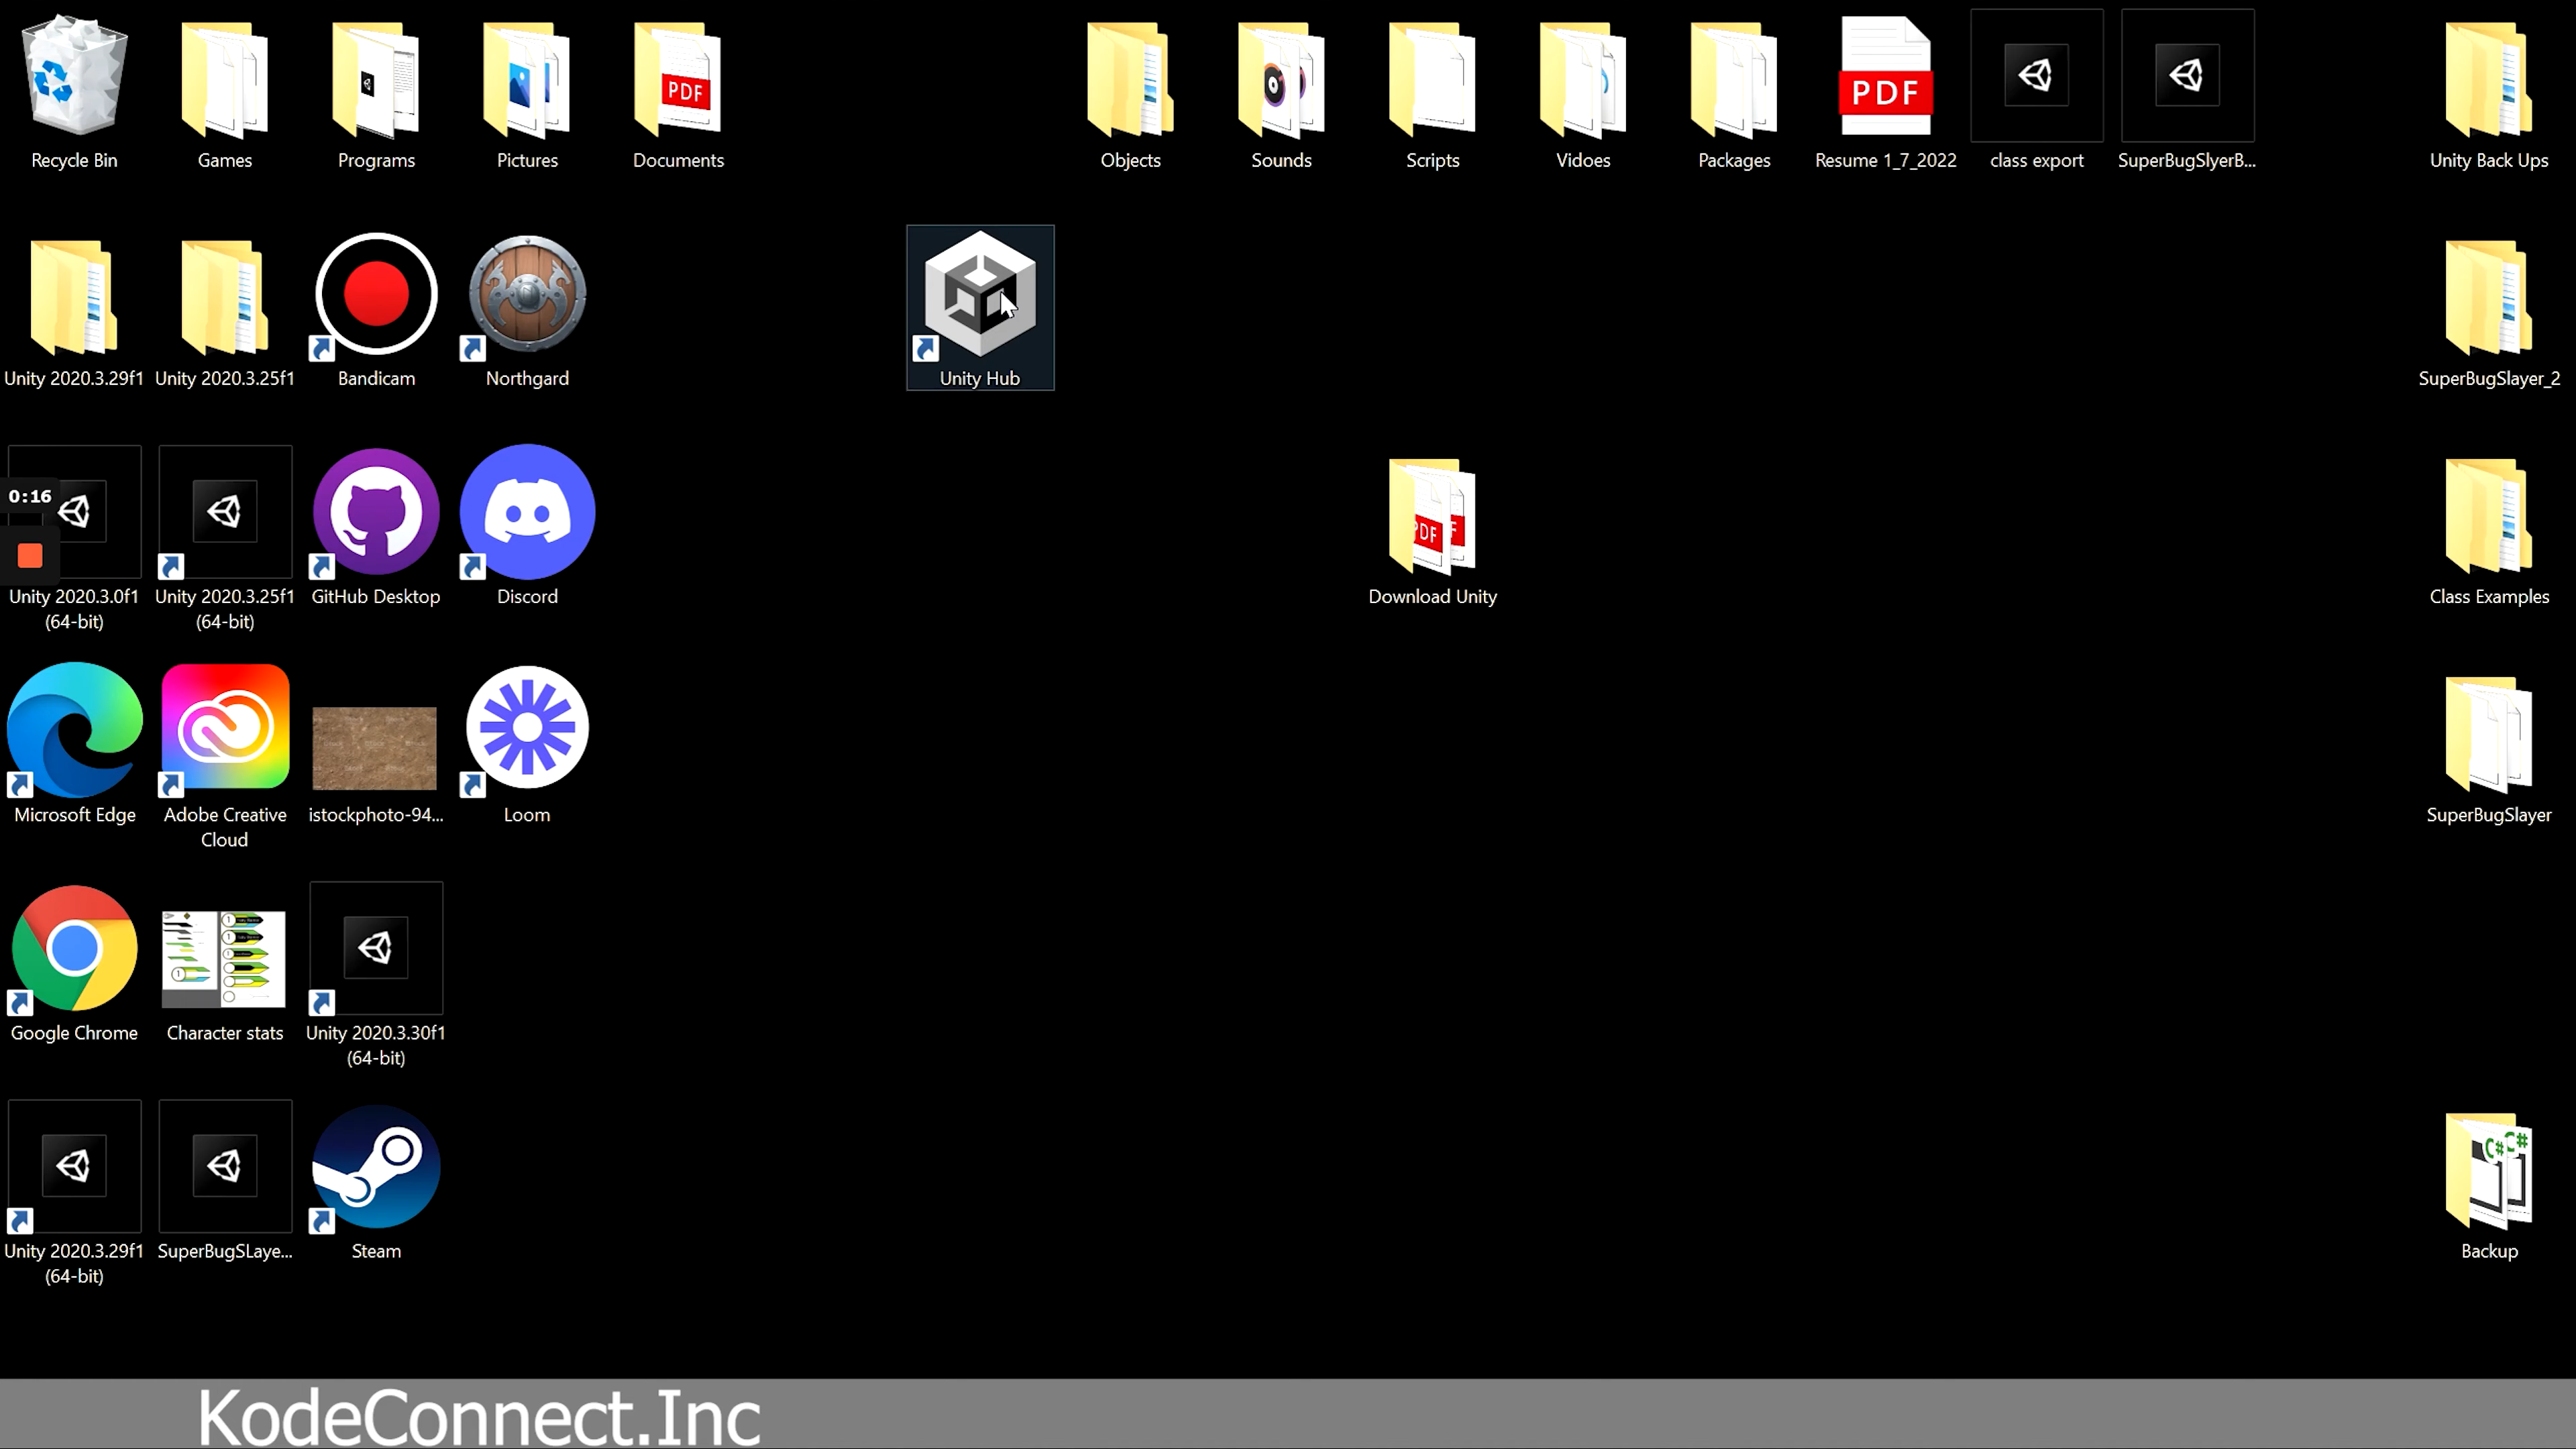 Recycle Bin
Games
Programs
Pictures
PDF
Documents
Objects
Sounds
Scripts
Vidoes
Packages
PDF
Resume 1_7_2022
class export
SuperBugSlyerB...
Unity Back Ups
Unity 2020.3.29f1
Unity 2020.3.25f1
Bandicam
Northgard
Unity Hub
SuperBugSlayer_2
0:16
Unity 2020.3.0f1
(64-bit)
Unity 2020.3.25f1
(64-bit)
GitHub Desktop
Discord
PDF
Download Unity
Class Examples
Microsoft Edge
Adobe Creative
Cloud
istockphoto-94...
Loom
SuperBugSlayer
Google Chrome
Character stats
Unity 2020.3.30f1
(64-bit)
Unity 2020.3.29f1
(64-bit)
SuperBugSLaye...
Steam
C#
C#
Backup
KodeConnect.Inc